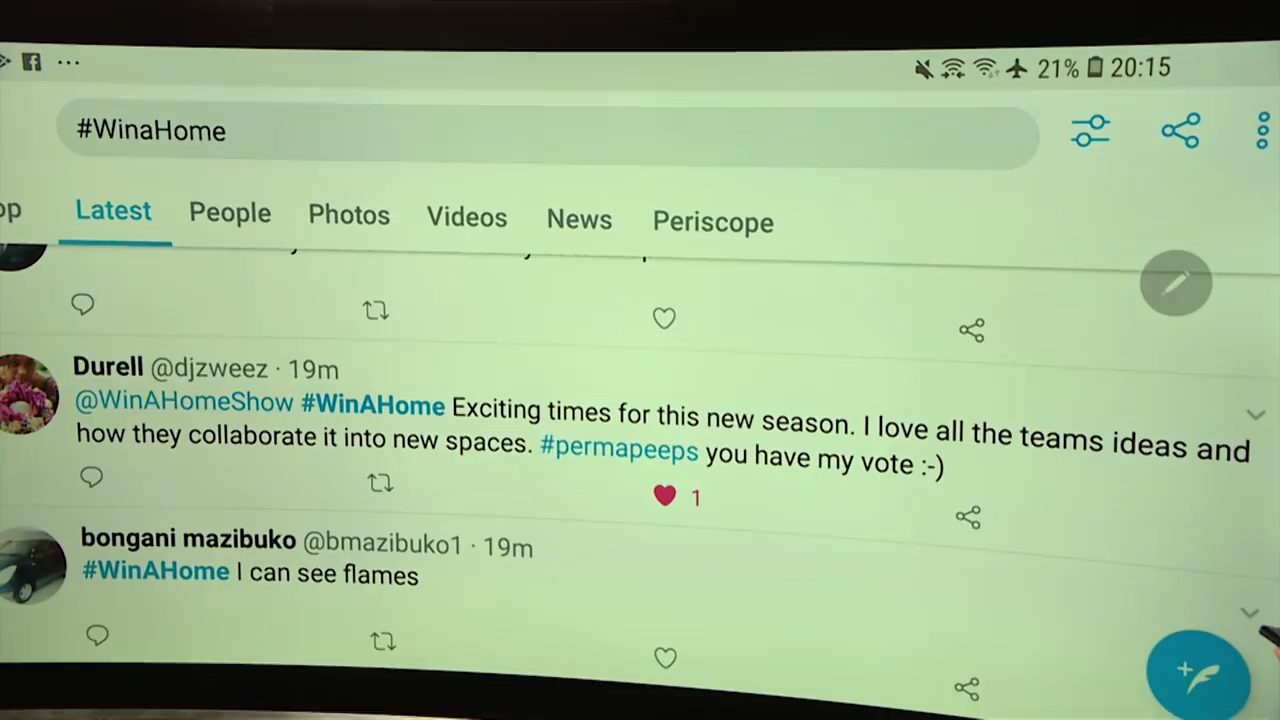 21% 20:15
#WinaHome
Latest People Photos Videos News Periscope
Durell @djzweez · 19m
@WinAHomeShow #WinAHome Exciting times for this new season. I love all the teams ideas and
how they collaborate it into new spaces. #permapeeps you have my vote :-)
1
bongani mazibuko @bmazibuko1 · 19m
#WinAHome I can see flames